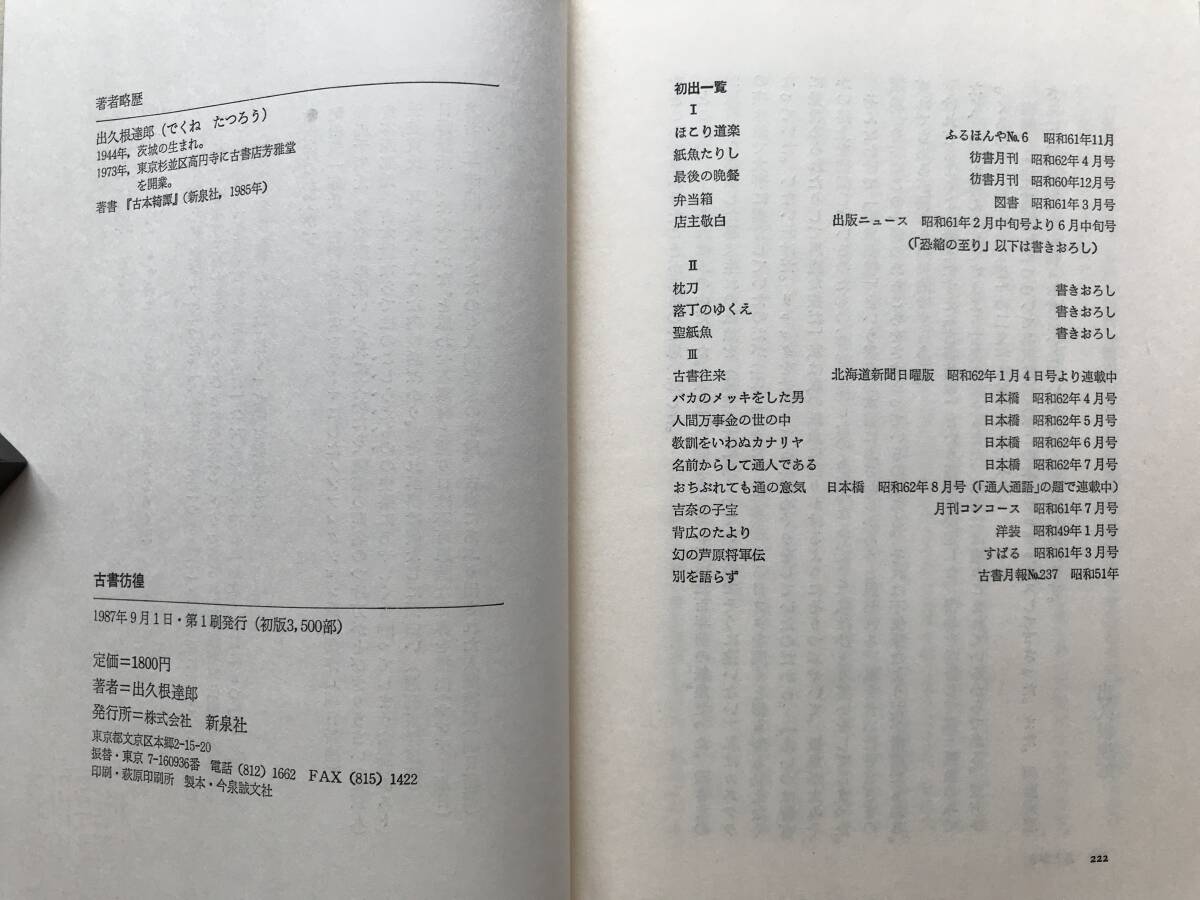 著者略歴
出久根達郎（でくね　たつろう）
1944年，茨城の生まれ。
1973年，東京杉並区高円寺に古書店芳雅堂
を開業。
著書『古本綺譚』（新泉社，1985年）
古書彷徨
1987年9月1日・第1刷発行（初版3,500部）
定価＝1800円
著者＝出久根達郎
発行所＝株式会社　新泉社
東京都文京区本郷2-15-20
振替・東京 7-160936番　電話（812）1662　FAX（815）1422
印刷・萩原印刷所　製本・今泉誠文社
初出一覧
Ⅰ
ほこり道楽　ふるほんや№6　昭和61年11月
紙魚たりし　彷書月刊　昭和62年4月号
最後の晩餐　彷書月刊　昭和60年12月号
弁当箱　図書　昭和61年3月号
店主敬白　出版ニュース　昭和61年2月中旬号より6月中旬号
（「恐縮の至り」以下は書きおろし）
Ⅱ
枕刀　書きおろし
落丁のゆくえ　書きおろし
聖紙魚　書きおろし
Ⅲ
古書往来　北海道新聞日曜版　昭和62年1月4日号より連載中
バカのメッキをした男　日本橋　昭和62年4月号
人間万事金の世の中　日本橋　昭和62年5月号
教訓をいわぬカナリヤ　日本橋　昭和62年6月号
名前からして通人である　日本橋　昭和62年7月号
おちぶれても通の意気　日本橋　昭和62年8月号（「通人通語」の題で連載中）
吉奈の子宝　月刊コンコース　昭和61年7月号
背広のたより　洋装　昭和49年1月号
幻の芦原将軍伝　すばる　昭和61年3月号
別を語らず　古書月報№237　昭和51年
222